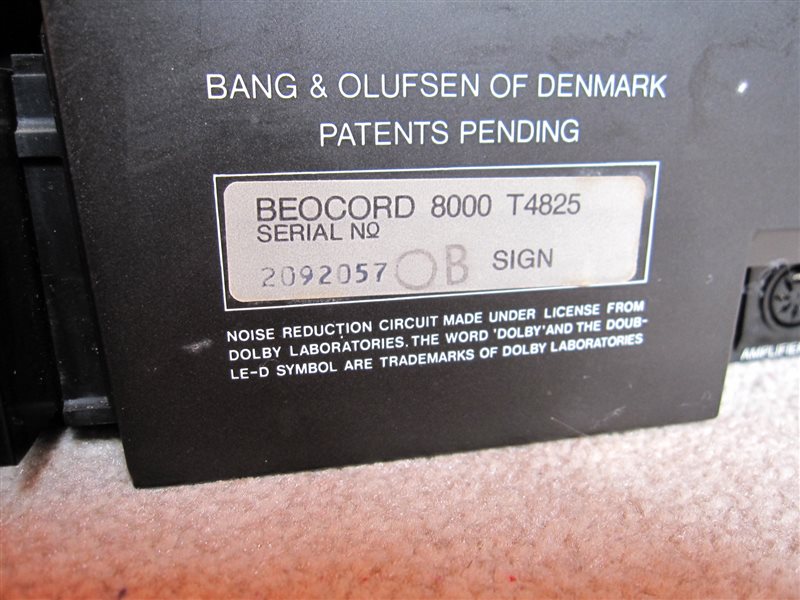 BANG & OLUFSEN OF DENMARK
PATENTS PENDING
BEOCORD 8000 T4825
SERIAL NO
2092057 OB SIGN
NOISE REDUCTION CIRCUIT MADE UNDER LICENSE FROM
DOLBY LABORATORIES. THE WORD 'DOLBY' AND THE DOUB-
LE-D SYMBOL ARE TRADEMARKS OF DOLBY LABORATORIES
AMPLIFIER